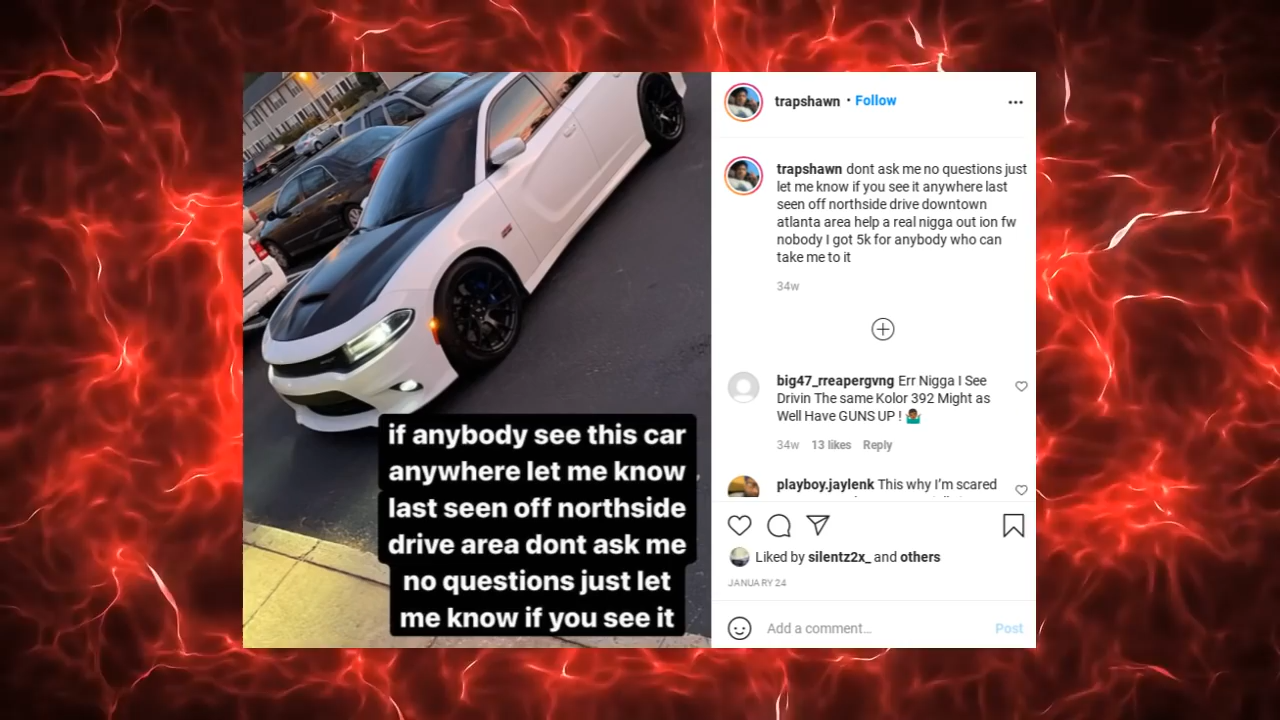 if anybody see this car
anywhere let me know
last seen off northside
drive area dont ask me
no questions just let
me know if you see it
trapshawn • Follow
trapshawn dont ask me no questions just
let me know if you see it anywhere last
seen off northside drive downtown
atlanta area help a real nigga out ion fw
nobody I got 5k for anybody who can
take me to it
34w
big47_rreapergvng Err Nigga I See
Drivin The same Kolor 392 Might as
Well Have GUNS UP ! 🤷🏾‍♂️
34w 13 likes Reply
playboy.jaylenk This why I’m scared
Liked by silentz2x_ and others
JANUARY 24
Add a comment…
Post